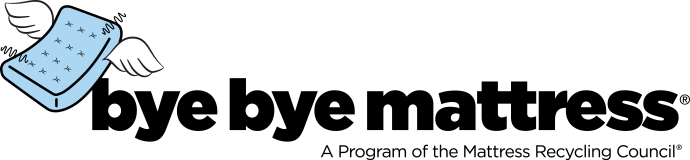 bye bye mattress®
A Program of the Mattress Recycling Council®